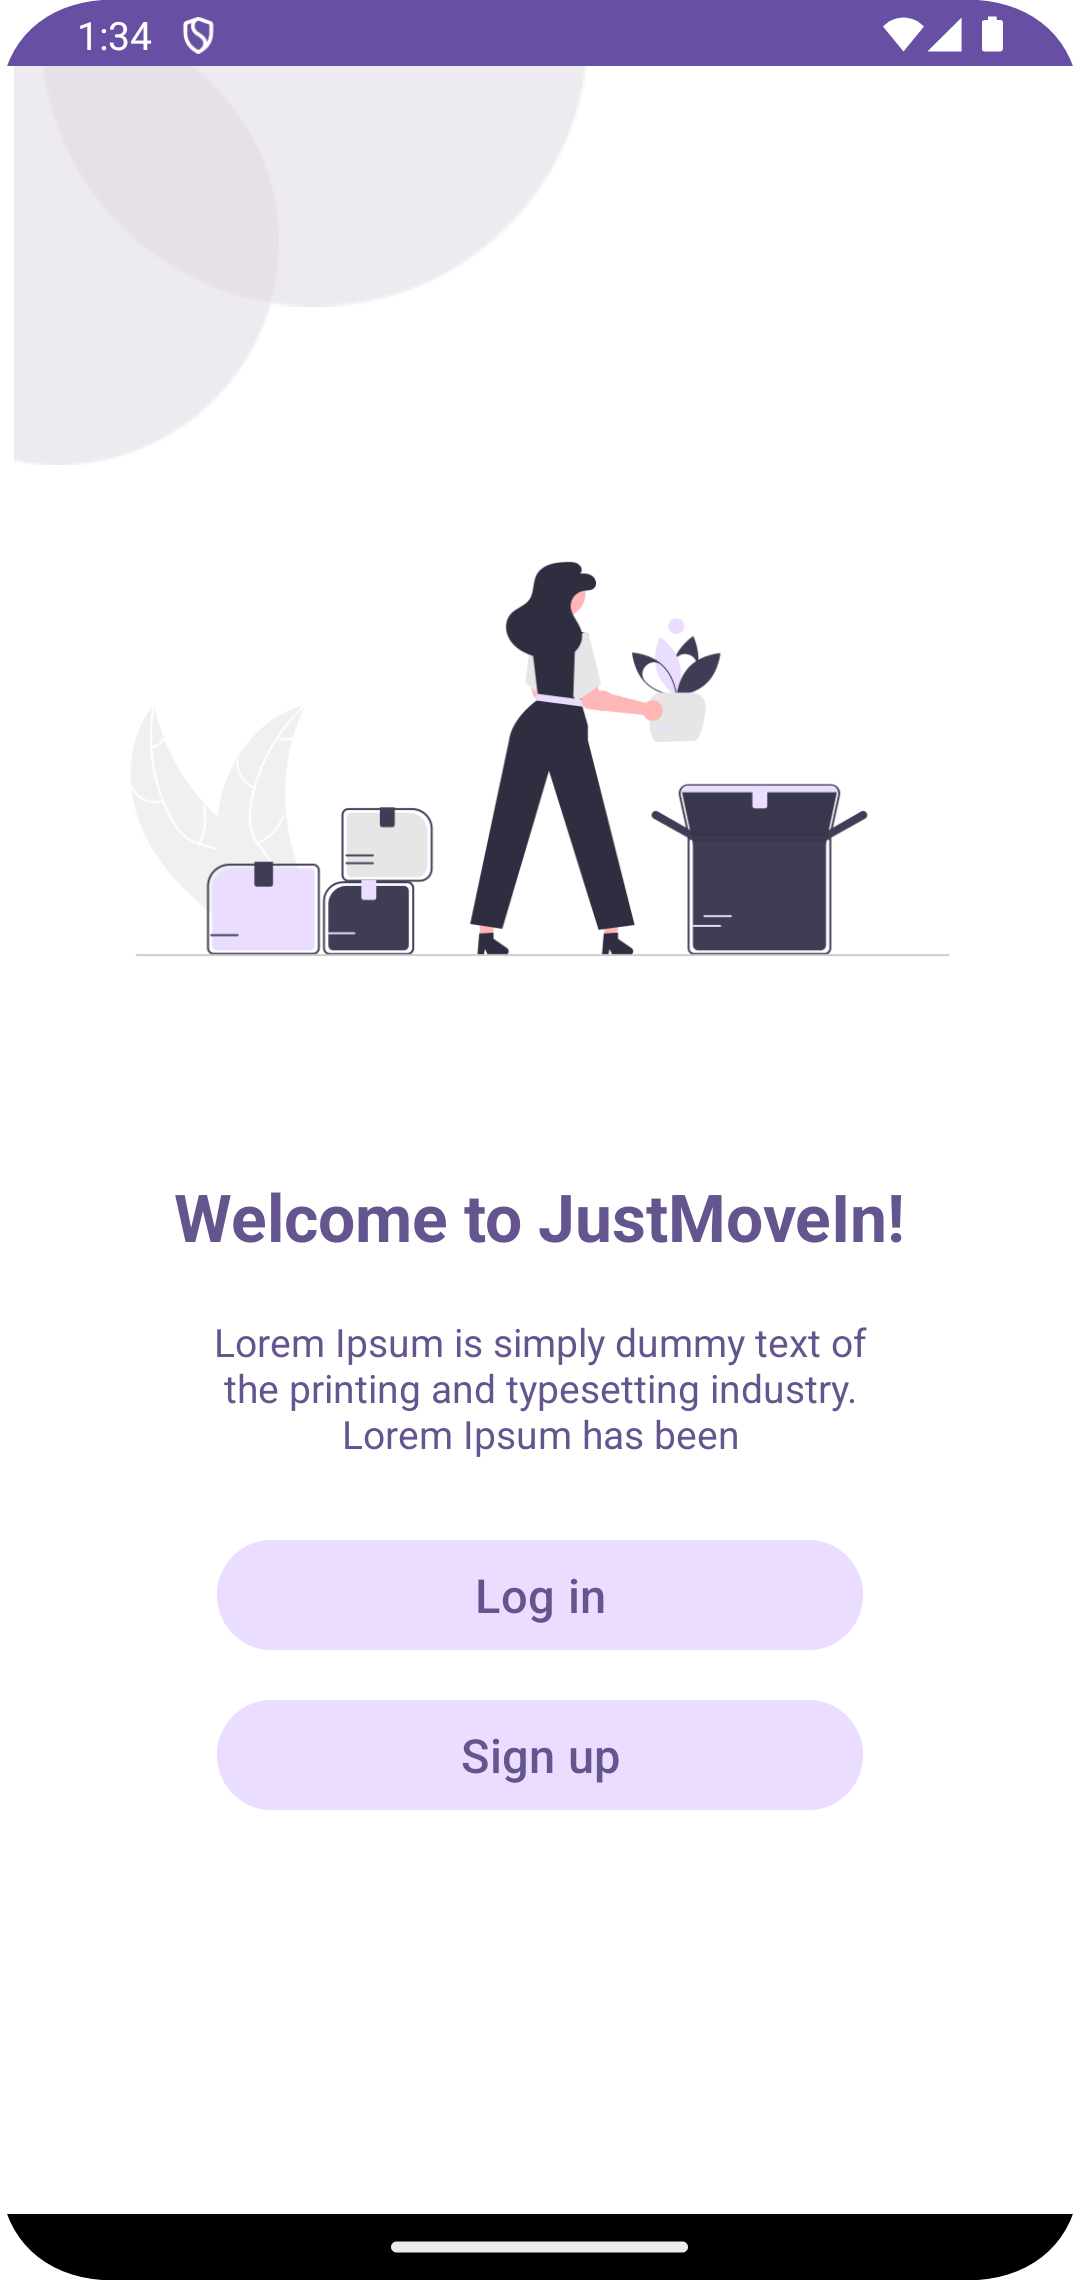 1:34
Welcome to JustMoveIn!
Lorem Ipsum is simply dummy text of
the printing and typesetting industry.
Lorem Ipsum has been
Log in
Sign up